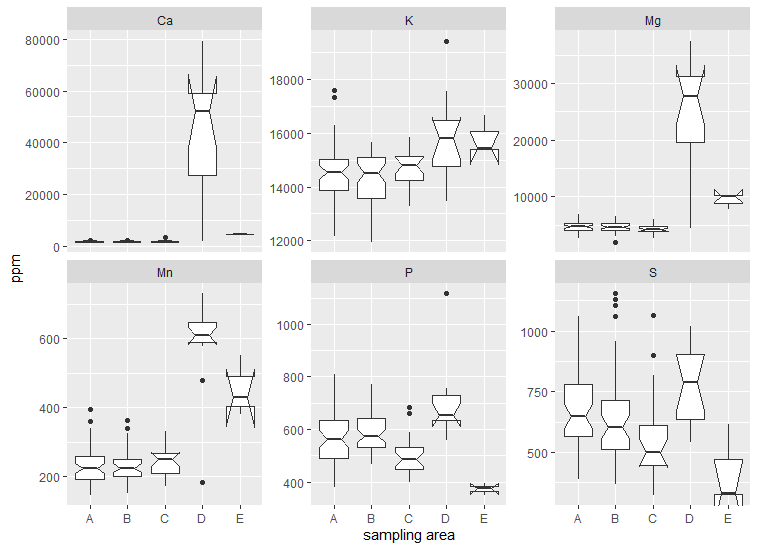 Ca
K
Mg
80000
60000
40000
20000
0
18000
16000
14000
12000
30000
20000
10000
ppm
Mn
P
S
600
400
200
1000
800
600
400
1000
750
500
A B C D E
A B C D E
A B C D E
sampling area